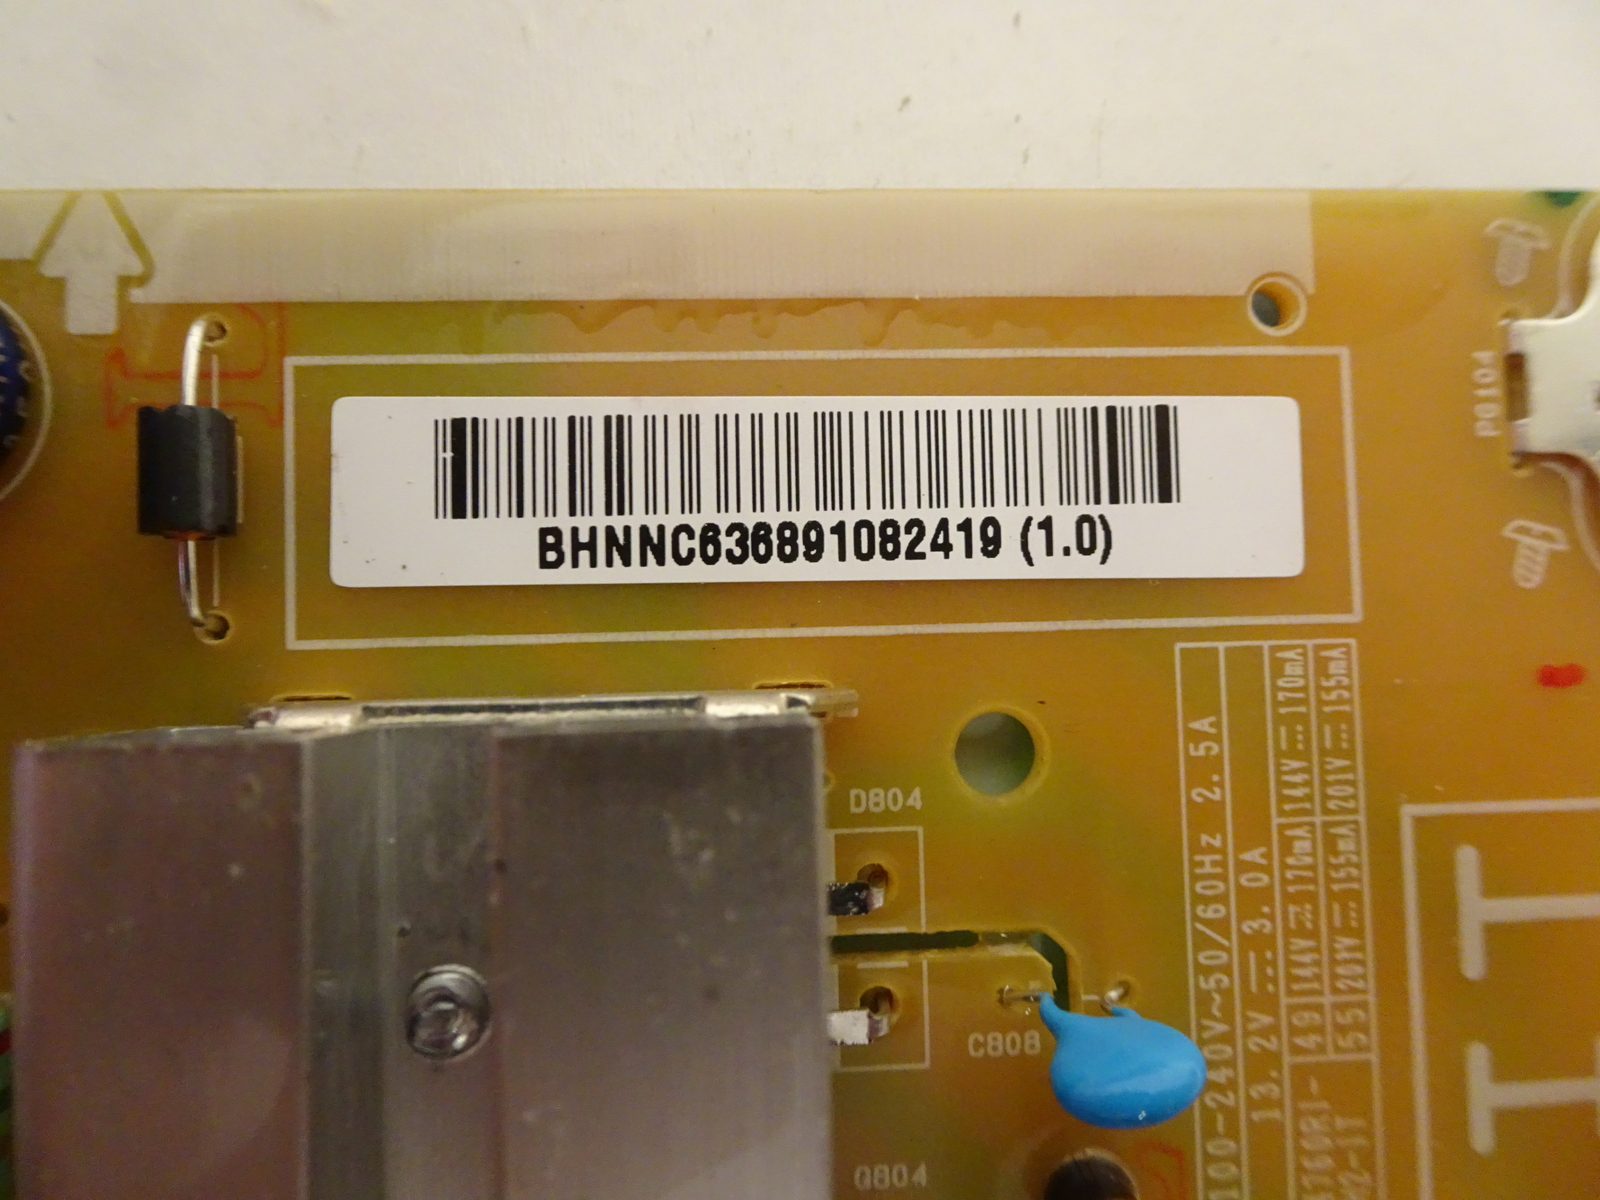 BHNNC636891082419 (1.0)
P0104
D804
C808
Q804
100-240V~50/60Hz 2.5A
13.2V 3.0A
49 144V 170mA 144V 170mA
55 201V 155mA 201V 155mA